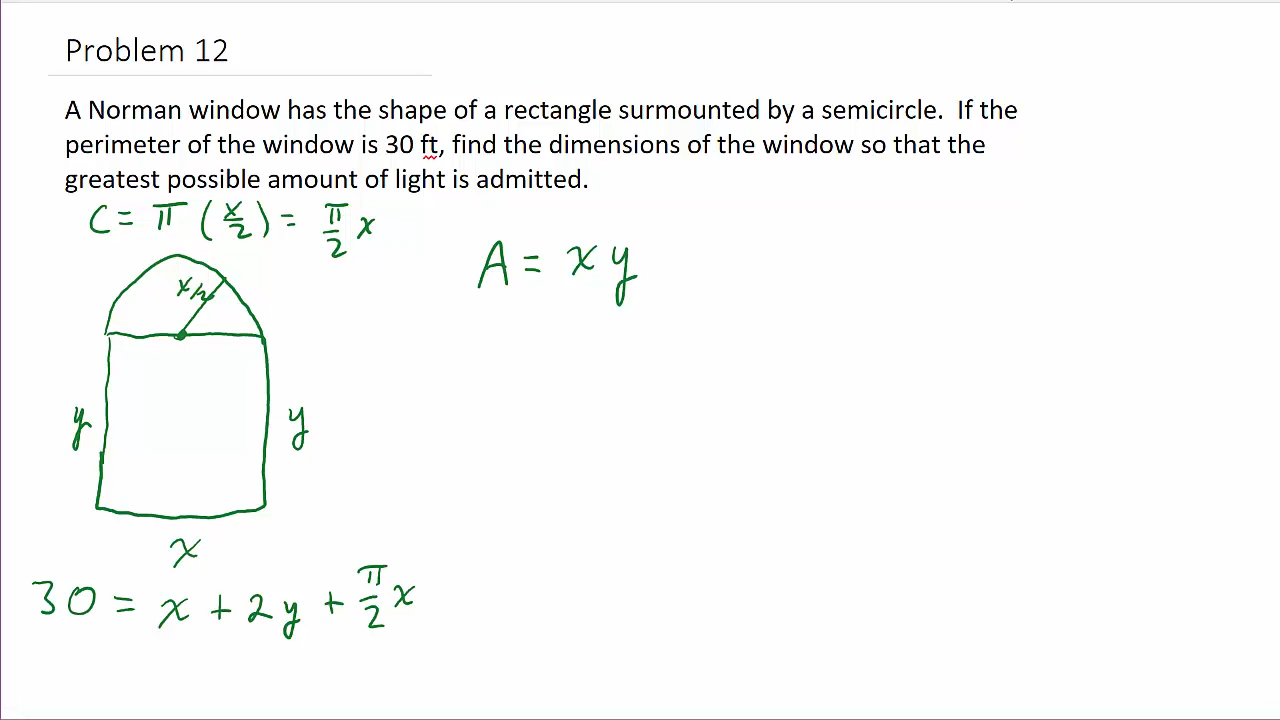 Problem 12
A Norman window has the shape of a rectangle surmounted by a semicircle.  If the
perimeter of the window is 30 ft, find the dimensions of the window so that the
greatest possible amount of light is admitted.
C = π (x/2) = π/2 x
A = x y
x/2
y y
x
30 = x + 2y + π/2 x